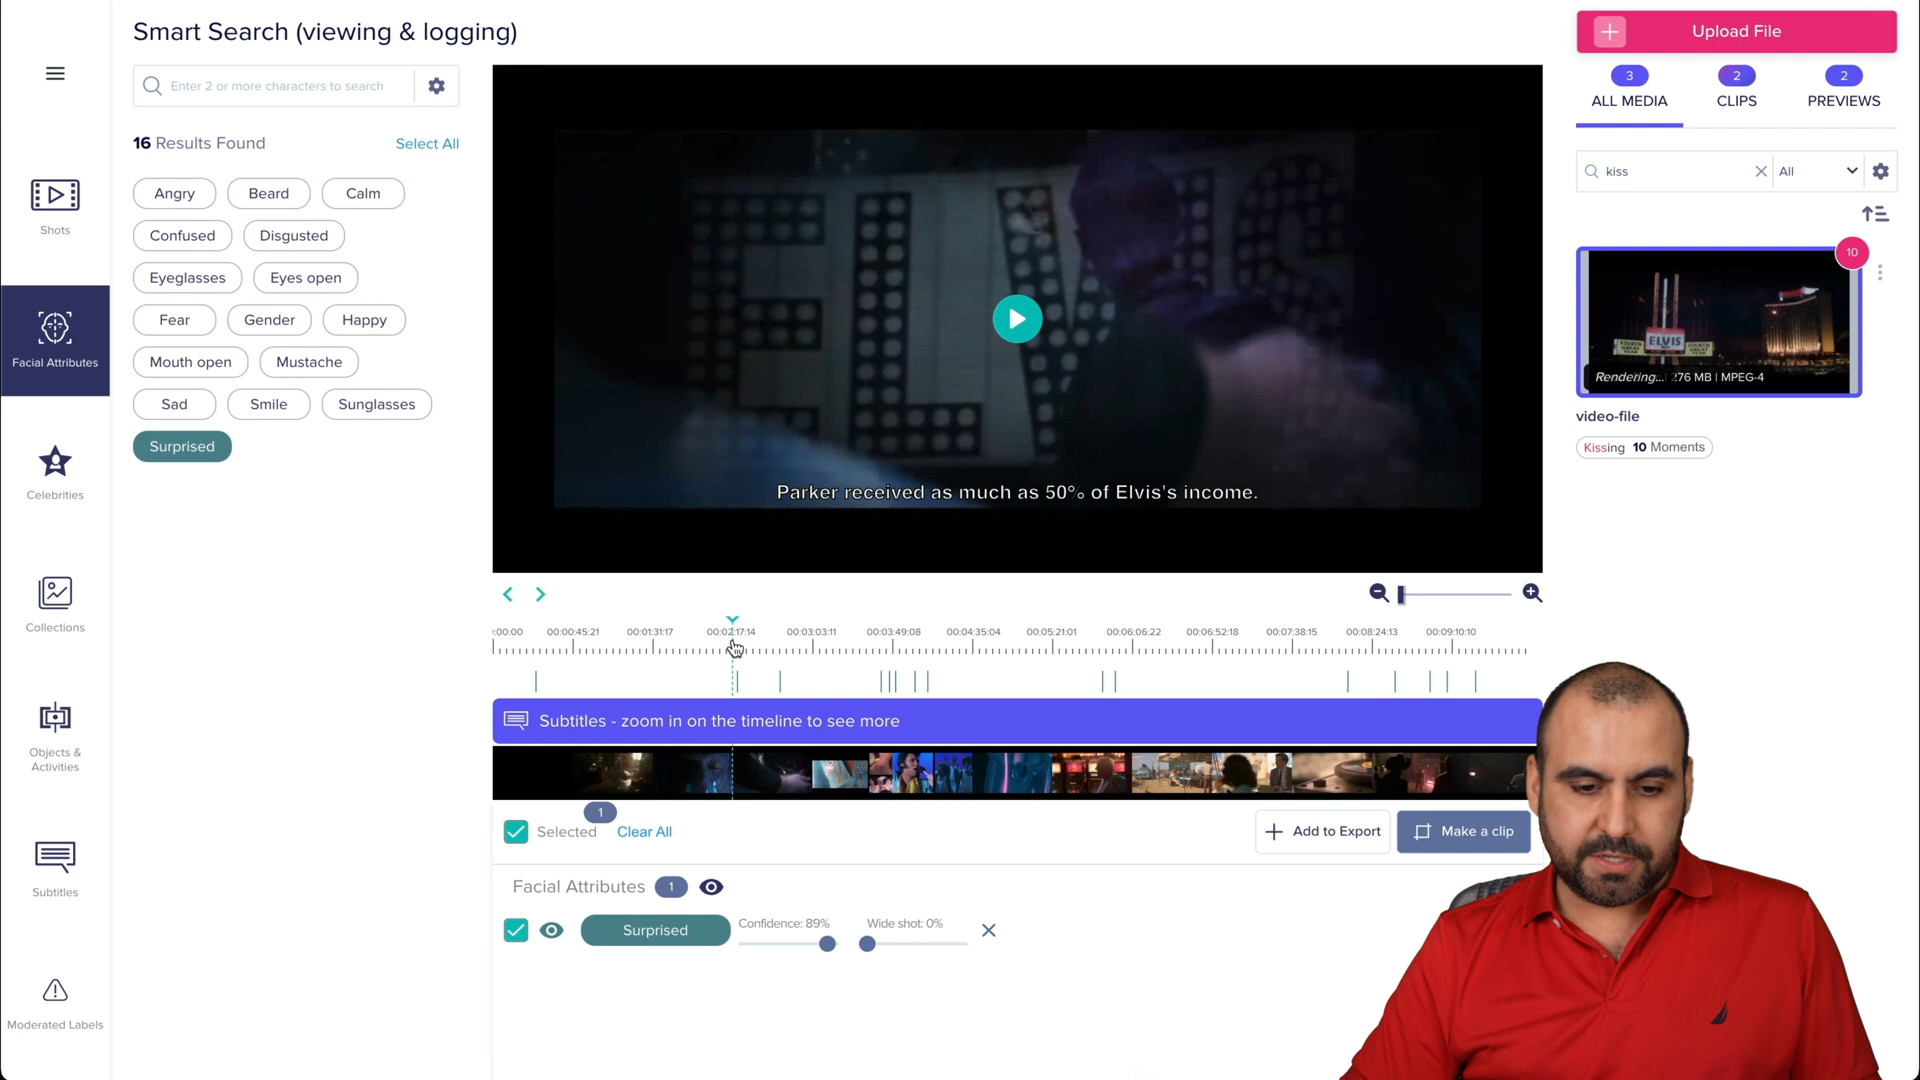 Smart Search (viewing & logging)
Enter 2 or more characters to search
16 Results Found
Select All
Angry
Beard
Calm
Confused
Disgusted
Eyeglasses
Eyes open
Fear
Gender
Happy
Mouth open
Mustache
Sad
Smile
Sunglasses
Surprised
Shots
Facial Attributes
Celebrities
Collections
Objects &
Activities
Subtitles
Moderated Labels
ELVIS
Parker received as much as 50% of Elvis's income.
:00:00
00:00:45:21
00:01:31:17
00:02:17:14
00:03:03:11
00:03:49:08
00:04:35:04
00:05:21:01
00:06:06:22
00:06:52:18
00:07:38:15
00:08:24:13
00:09:10:10
Subtitles - zoom in on the timeline to see more
1
Selected
Clear All
Add to Export
Make a clip
Facial Attributes 1
Surprised
Confidence: 89%
Wide shot: 0%
Upload File
3
ALL MEDIA
2
CLIPS
2
PREVIEWS
kiss
All
10
ELVIS
Rendering... 276 MB | MPEG-4
video-file
Kissing 10 Moments